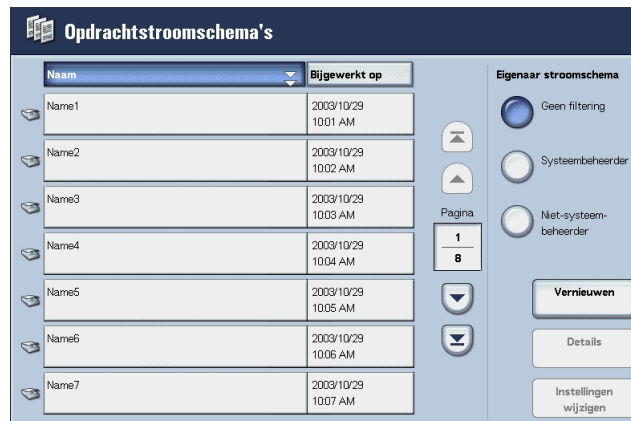 Opdrachtstroomschema's
Naam
Bijgewerkt op
Name1
2003/10/29
10:01 AM
Name2
2003/10/29
10:02 AM
Name3
2003/10/29
10:03 AM
Name4
2003/10/29
10:04 AM
Name5
2003/10/29
10:05 AM
Name6
2003/10/29
10:06 AM
Name7
2003/10/29
10:07 AM
Pagina
1
8
Eigenaar stroomschema
Geen filtering
Systeembeheerder
Niet-systeem-
beheerder
Vernieuwen
Details
Instellingen
wijzigen